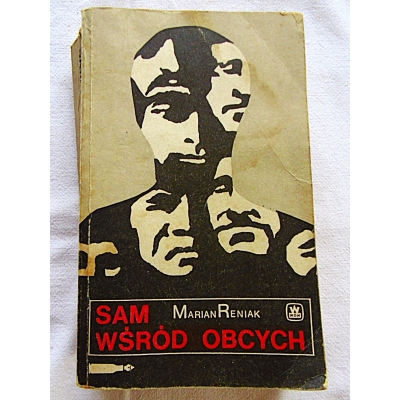 SAM MARIAN RENIAK
WŚRÓD OBCYCH